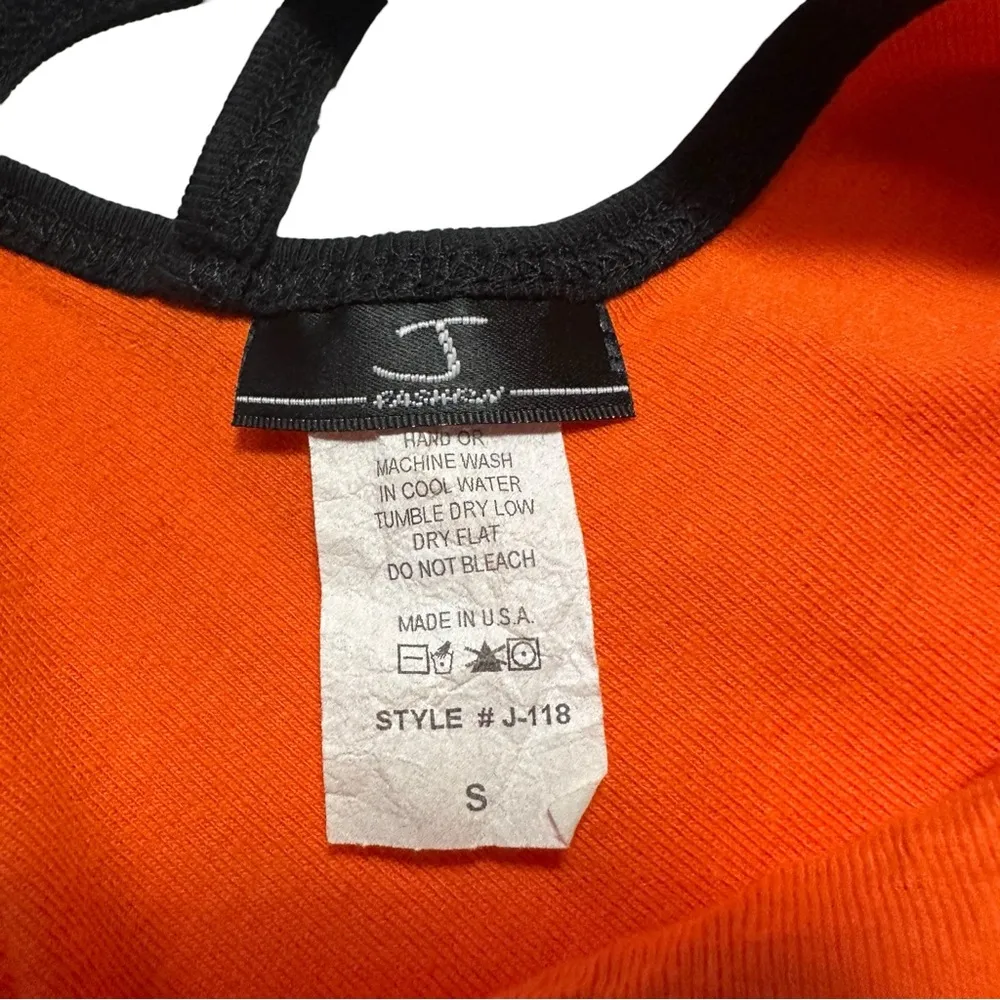 J
FASHION
HAND OR
MACHINE WASH
IN COOL WATER
TUMBLE DRY LOW
DRY FLAT
DO NOT BLEACH
MADE IN U.S.A.
STYLE # J-118
S